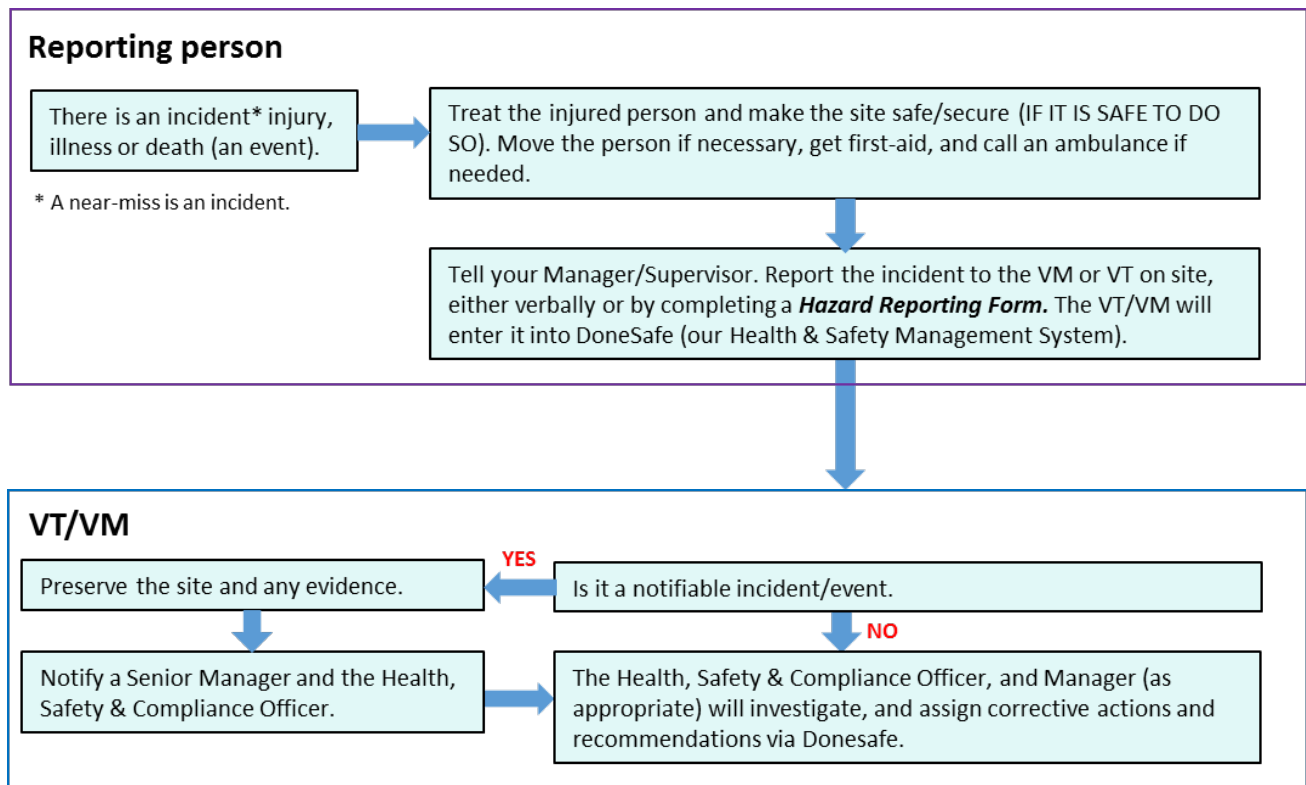 Reporting person
There is an incident* injury,
illness or death (an event).
* A near-miss is an incident.
Treat the injured person and make the site safe/secure (IF IT IS SAFE TO DO
SO). Move the person if necessary, get first-aid, and call an ambulance if
needed.
Tell your Manager/Supervisor. Report the incident to the VM or VT on site,
either verbally or by completing a Hazard Reporting Form. The VT/VM will
enter it into DoneSafe (our Health & Safety Management System).
VT/VM
Is it a notifiable incident/event.
YES
Preserve the site and any evidence.
Notify a Senior Manager and the Health,
Safety & Compliance Officer.
NO
The Health, Safety & Compliance Officer, and Manager (as
appropriate) will investigate, and assign corrective actions and
recommendations via Donesafe.